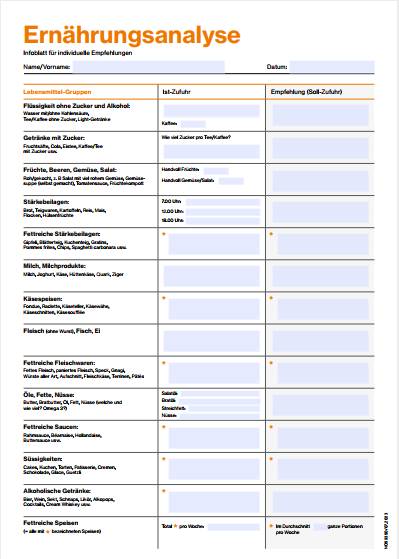 Ernährungsanalyse
Infoblatt für individuelle Empfehlungen
Name/Vorname: Datum:
Lebensmittel-Gruppen Ist-Zufuhr Empfehlung (Soll-Zufuhr)
Flüssigkeit ohne Zucker und Alkohol:
Wasser mit/ohne Kohlensäure,
Tee/Kaffee ohne Zucker, Light-Getränke
Kaffee:
Getränke mit Zucker: Wie viel Zucker pro Tee/Kaffee?
Fruchtsäfte, Cola, Eistee, Kaffee/Tee
mit Zucker usw.
Früchte, Beeren, Gemüse, Salat: Handvoll Früchte:
Roh/gekocht, z. B Salat mit viel rohem Gemüse, Gemüse-
suppe (selbst gemacht), Tomatensauce, Früchtekompott
Handvoll Gemüse/Salat:
Stärkebeilagen: 7.00 Uhr:
Brot, Teigwaren, Kartoffeln, Reis, Mais,
Flocken, Hülsenfrüchte
12.00 Uhr:
18.00 Uhr:
Fettreiche Stärkebeilagen: * *
Gipfeli, Blätterteig, Kuchenteig, Gratins,
Pommes frites, Chips, Spaghetti carbonara usw.
Milch, Milchprodukte:
Milch, Joghurt, Käse, Hüttenkäse, Quark, Ziger
Käsespeisen: * *
Fondue, Raclette, Käseteller, Käsewähe,
Käseschnitten, Käsesoufflée
Fleisch (ohne Wurst), Fisch, Ei
Fettreiche Fleischwaren: * *
Fettes Fleisch, paniertes Fleisch, Speck, Gnagi,
Würste aller Art, Aufschnitt, Fleischkäse, Terrinen, Pâtés
Öle, Fette, Nüsse: Salatöl:
Butter, Bratbutter, Öl, Fett, Nüsse (welche und
wie viel? Omega 3?)
Bratöl:
Streichfett:
Nüsse:
Fettreiche Saucen: * *
Rahmsauce, Béarnaise, Hollandaise,
Buttersauce usw.
Süssigkeiten: * *
Cakes, Kuchen, Torten, Patisserie, Cremen,
Schokolade, Glace, Guetzli
Alkoholische Getränke: * *
Bier, Wein, Sekt, Schnaps, Likör, Alkopops,
Cocktails, Cream Whiskey usw.
Fettreiche Speisen Total * pro Woche: * Im Durchschnitt ganze Portionen
(= alle mit * bezeichneten Speisen) pro Woche